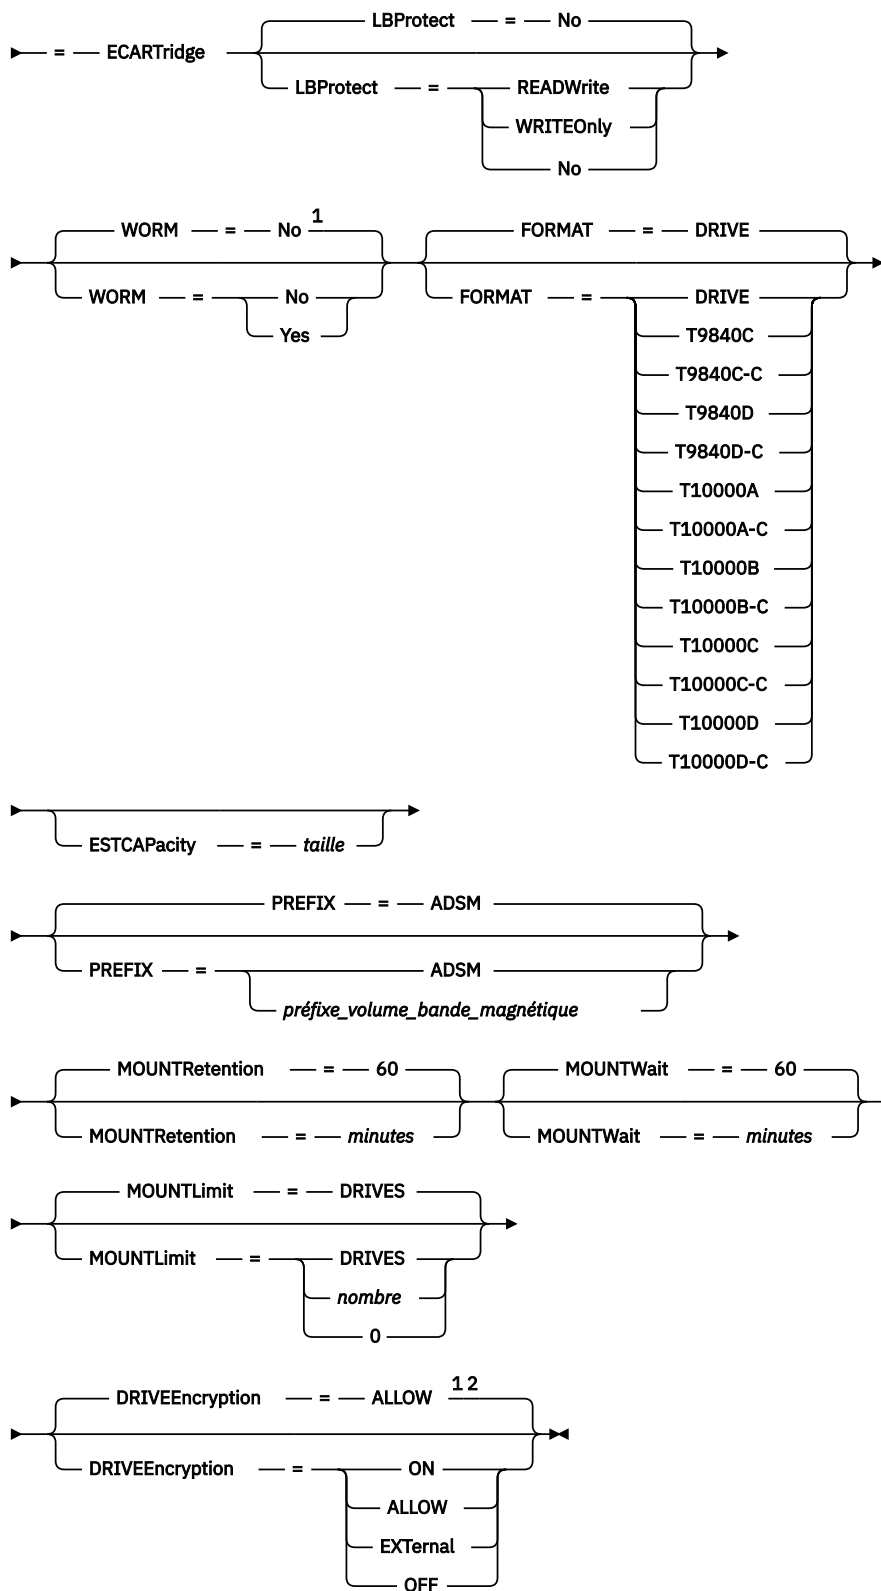 LBProtect = No
= ECARTridge
LBProtect = READWrite
WRITEOnly
No
WORM = No 1 FORMAT = DRIVE
WORM = No FORMAT = DRIVE
Yes T9840C
T9840C-C
T9840D
T9840D-C
T10000A
T10000A-C
T10000B
T10000B-C
T10000C
T10000C-C
T10000D
T10000D-C
ESTCAPacity = taille
PREFIX = ADSM
PREFIX = ADSM
préfixe_volume_bande_magnétique
MOUNTRetention = 60 MOUNTWait = 60
MOUNTRetention = minutes MOUNTWait = minutes
MOUNTLimit = DRIVES
MOUNTLimit = DRIVES
nombre
0
DRIVEEncryption = ALLOW 1 2
DRIVEEncryption = ON
ALLOW
EXTernal
OFF